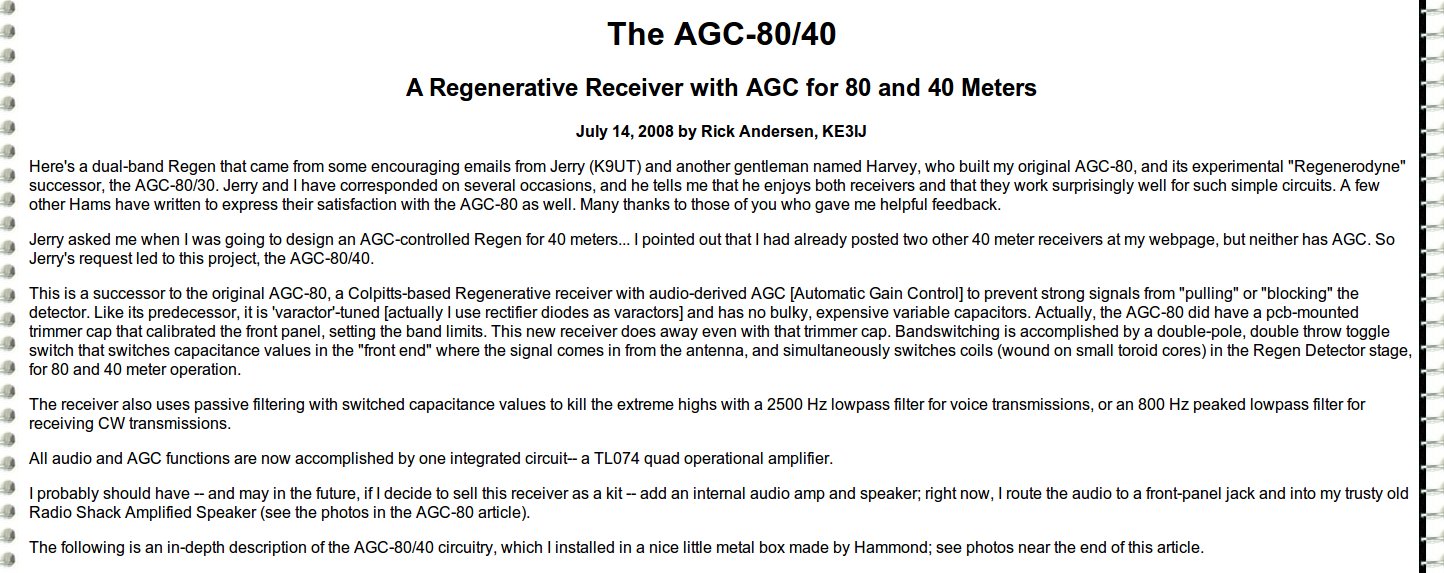 The AGC-80/40
A Regenerative Receiver with AGC for 80 and 40 Meters
July 14, 2008 by Rick Andersen, KE3IJ
Here's a dual-band Regen that came from some encouraging emails from Jerry (K9UT) and another gentleman named Harvey, who built my original AGC-80, and its experimental "Regenerodyne"
successor, the AGC-80/30. Jerry and I have corresponded on several occasions, and he tells me that he enjoys both receivers and that they work surprisingly well for such simple circuits. A few
other Hams have written to express their satisfaction with the AGC-80 as well. Many thanks to those of you who gave me helpful feedback.
Jerry asked me when I was going to design an AGC-controlled Regen for 40 meters... I pointed out that I had already posted two other 40 meter receivers at my webpage, but neither has AGC. So
Jerry's request led to this project, the AGC-80/40.
This is a successor to the original AGC-80, a Colpitts-based Regenerative receiver with audio-derived AGC [Automatic Gain Control] to prevent strong signals from "pulling" or "blocking" the
detector. Like its predecessor, it is 'varactor'-tuned [actually I use rectifier diodes as varactors] and has no bulky, expensive variable capacitors. Actually, the AGC-80 did have a pcb-mounted
trimmer cap that calibrated the front panel, setting the band limits. This new receiver does away even with that trimmer cap. Bandswitching is accomplished by a double-pole, double throw toggle
switch that switches capacitance values in the "front end" where the signal comes in from the antenna, and simultaneously switches coils (wound on small toroid cores) in the Regen Detector stage,
for 80 and 40 meter operation.
The receiver also uses passive filtering with switched capacitance values to kill the extreme highs with a 2500 Hz lowpass filter for voice transmissions, or an 800 Hz peaked lowpass filter for
receiving CW transmissions.
All audio and AGC functions are now accomplished by one integrated circuit-- a TL074 quad operational amplifier.
I probably should have -- and may in the future, if I decide to sell this receiver as a kit -- add an internal audio amp and speaker; right now, I route the audio to a front-panel jack and into my trusty old
Radio Shack Amplified Speaker (see the photos in the AGC-80 article).
The following is an in-depth description of the AGC-80/40 circuitry, which I installed in a nice little metal box made by Hammond; see photos near the end of this article.